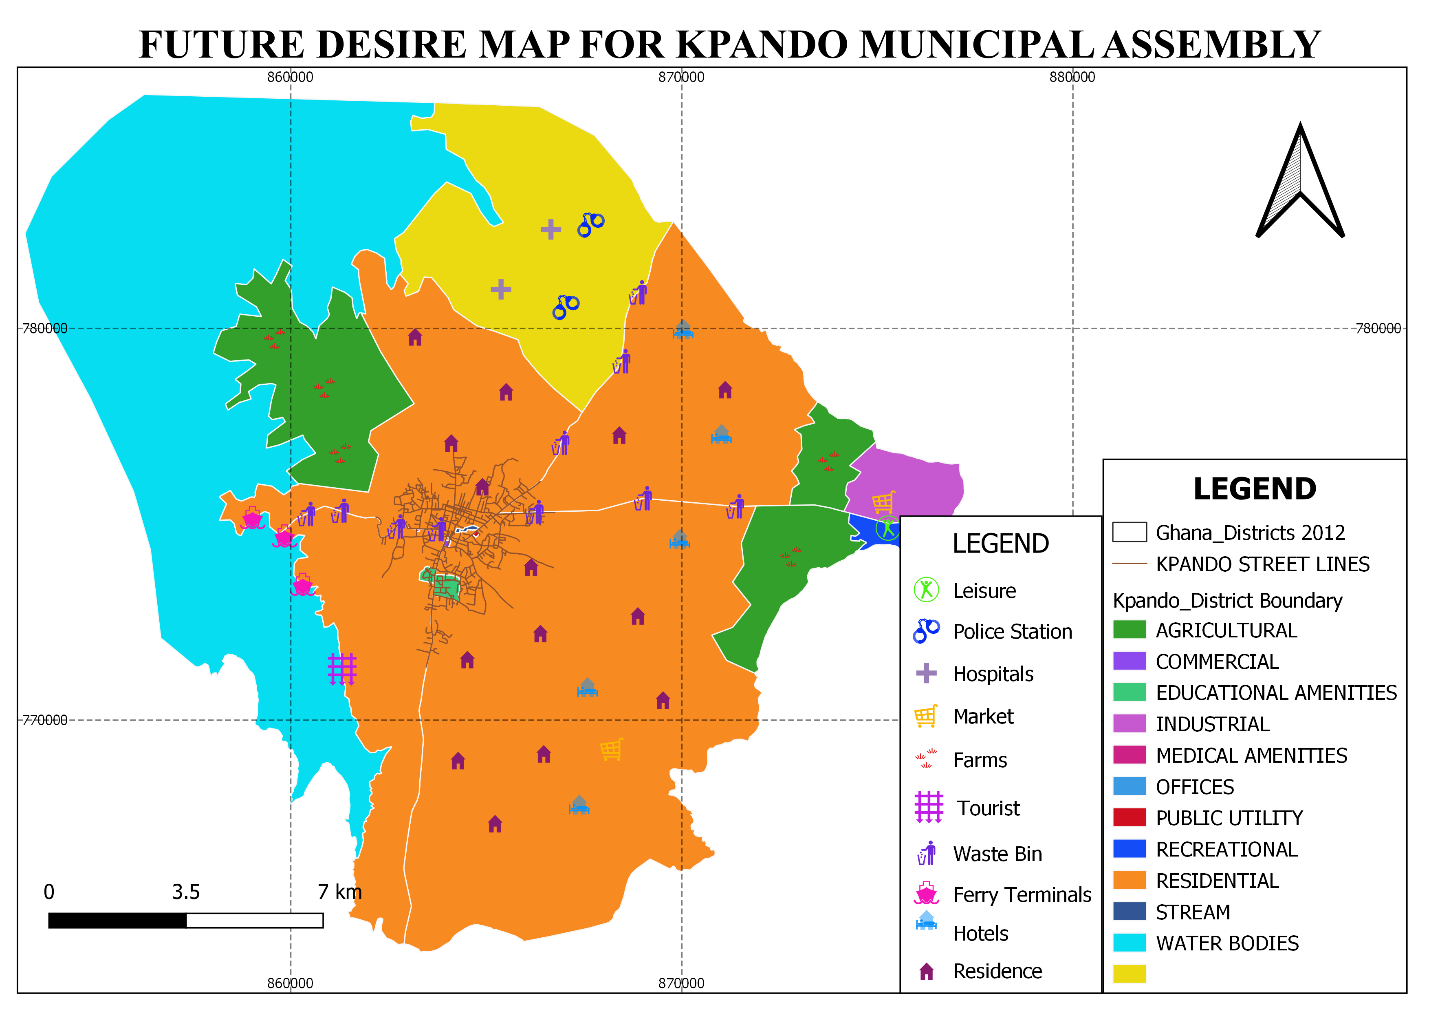 FUTURE DESIRE MAP FOR KPANDO MUNICIPAL ASSEMBLY
860000 870000 880000
780000 780000
770000
0 3.5 7 km
860000 870000
LEGEND
Leisure
Police Station
Hospitals
Market
Farms
Tourist
Waste Bin
Ferry Terminals
Hotels
Residence
LEGEND
Ghana_Districts 2012
KPANDO STREET LINES
Kpando_District Boundary
AGRICULTURAL
COMMERCIAL
EDUCATIONAL AMENITIES
INDUSTRIAL
MEDICAL AMENITIES
OFFICES
PUBLIC UTILITY
RECREATIONAL
RESIDENTIAL
STREAM
WATER BODIES